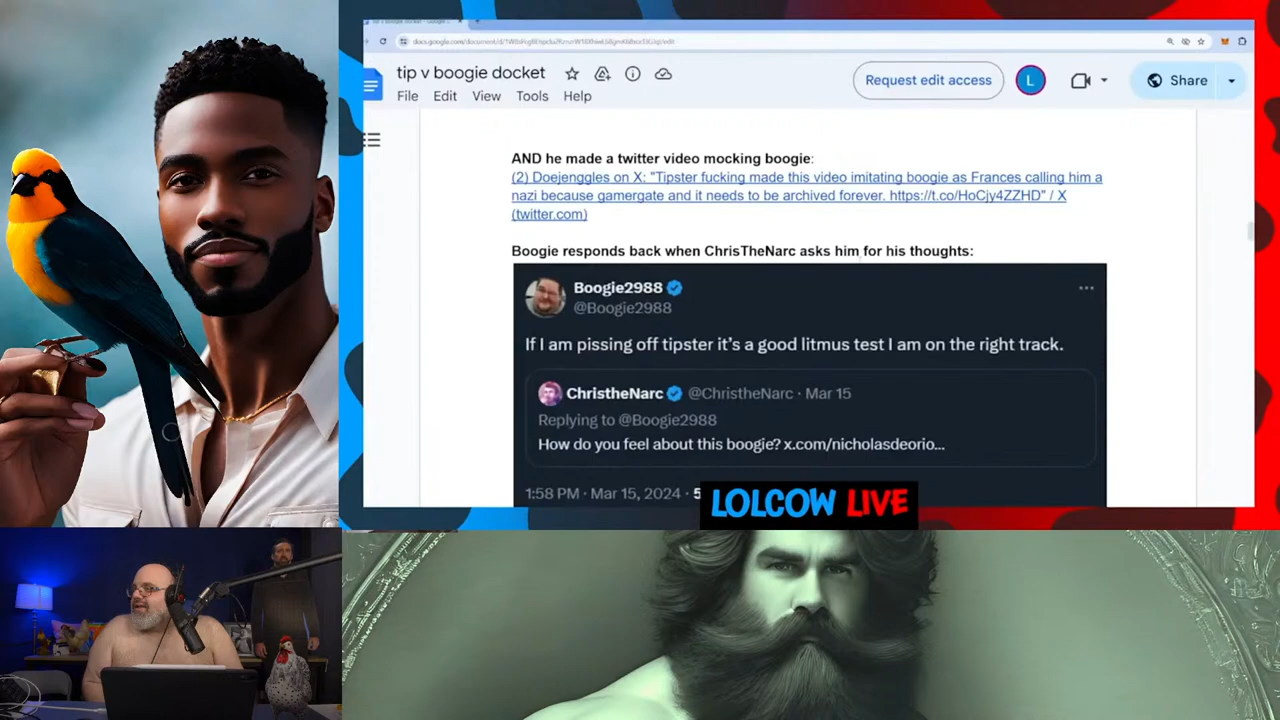 tip v boogie docket
File Edit View Tools Help
Request edit access
L
Share
AND he made a twitter video mocking boogie:
(2) Doejenggles on X: "Tipster fucking made this video imitating boogie as Frances calling him a
nazi because gamergate and it needs to be archived forever. https://t.co/HoCjy4ZZHD" / X
(twitter.com)
Boogie responds back when ChrisTheNarc asks him for his thoughts:
Boogie2988
@Boogie2988
If I am pissing off tipster it's a good litmus test I am on the right track.
ChristheNarc @ChristheNarc · Mar 15
Replying to @Boogie2988
How do you feel about this boogie? x.com/nicholasdeorio...
1:58 PM · Mar 15, 2024 · 5
LOLCOW LIVE